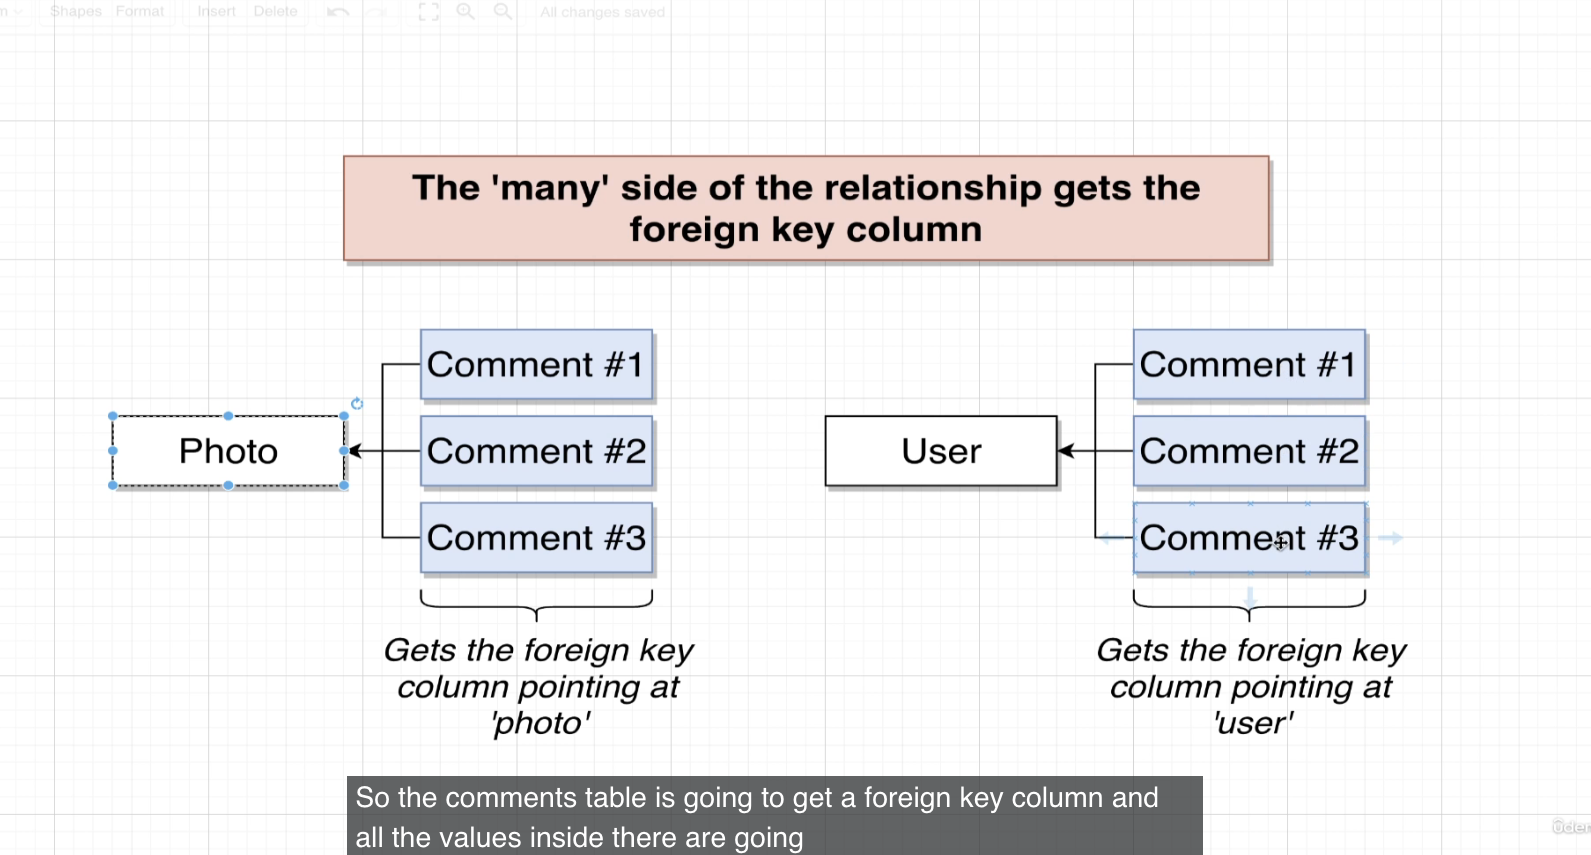 Shapes Format Insert Delete All changes saved
The 'many' side of the relationship gets the
foreign key column
Comment #1
Comment #2
Comment #3
Photo
Gets the foreign key
column pointing at
'photo'
Comment #1
Comment #2
Comment #3
User
Gets the foreign key
column pointing at
'user'
So the comments table is going to get a foreign key column and
all the values inside there are going